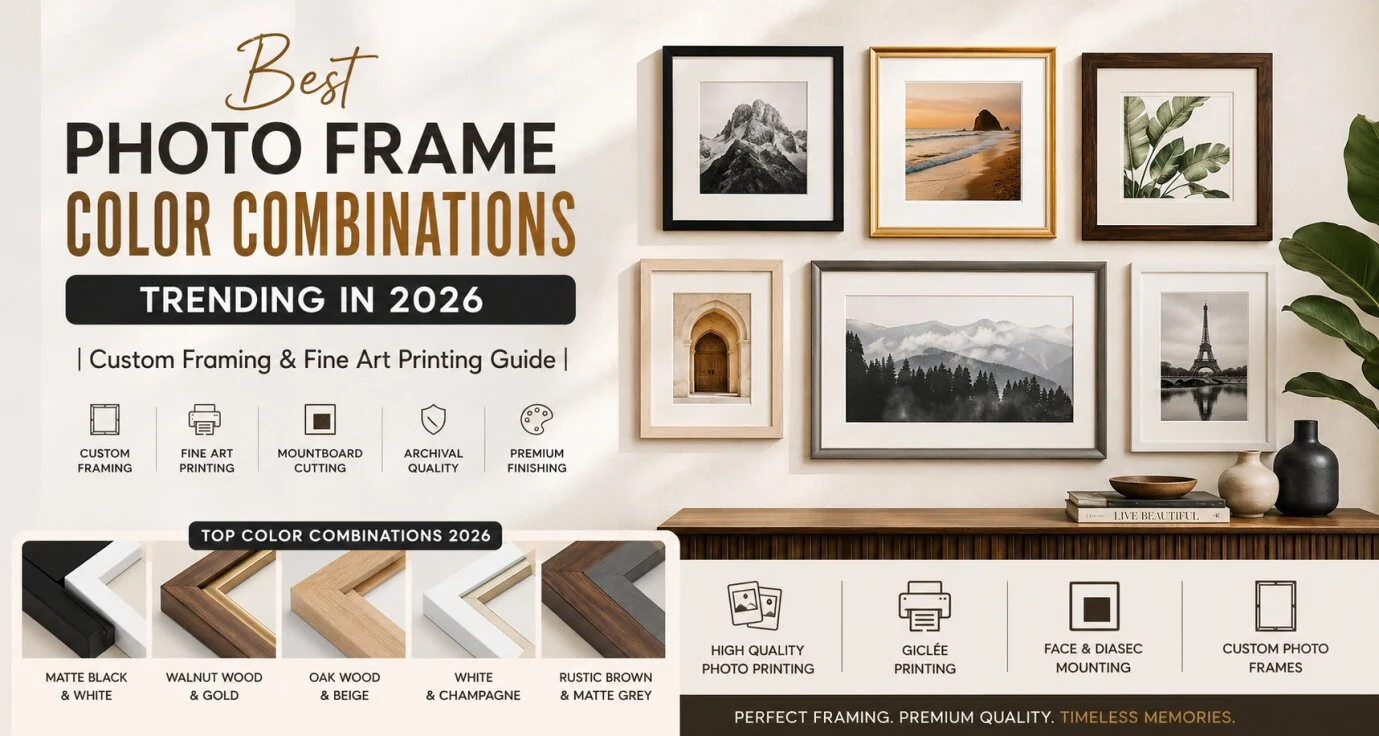 Best
PHOTO FRAME
COLOR COMBINATIONS
TRENDING IN 2026
| Custom Framing & Fine Art Printing Guide |
CUSTOM
FRAMING
FINE ART
PRINTING
MOUNTBOARD
CUTTING
ARCHIVAL
QUALITY
PREMIUM
FINISHING
TOP COLOR COMBINATIONS 2026
MATTE BLACK
& WHITE
WALNUT WOOD
& GOLD
OAK WOOD
& BEIGE
WHITE
& CHAMPAGNE
RUSTIC BROWN
& MATTE GREY
LIVE BEAUTIFUL
HIGH QUALITY
PHOTO PRINTING
GICLÉE
PRINTING
FACE & DIASEC
MOUNTING
CUSTOM PHOTO
FRAMES
PERFECT FRAMING. PREMIUM QUALITY. TIMELESS MEMORIES.